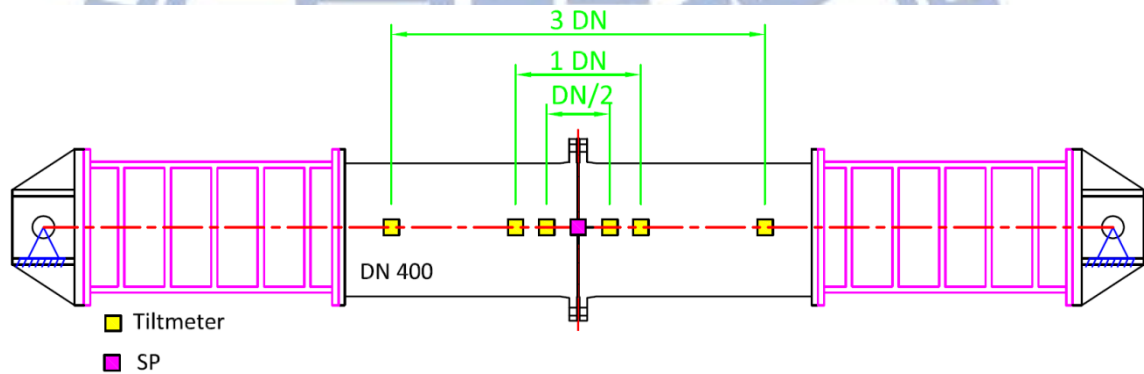 3 DN
1 DN
DN/2
DN 400
Tiltmeter
SP